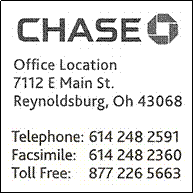 CHASE
Office Location
7112 E Main St.
Reynoldsburg, Oh 43068
Telephone: 614 248 2591
Facsimile: 614 248 2360
Toll Free: 877 226 5663